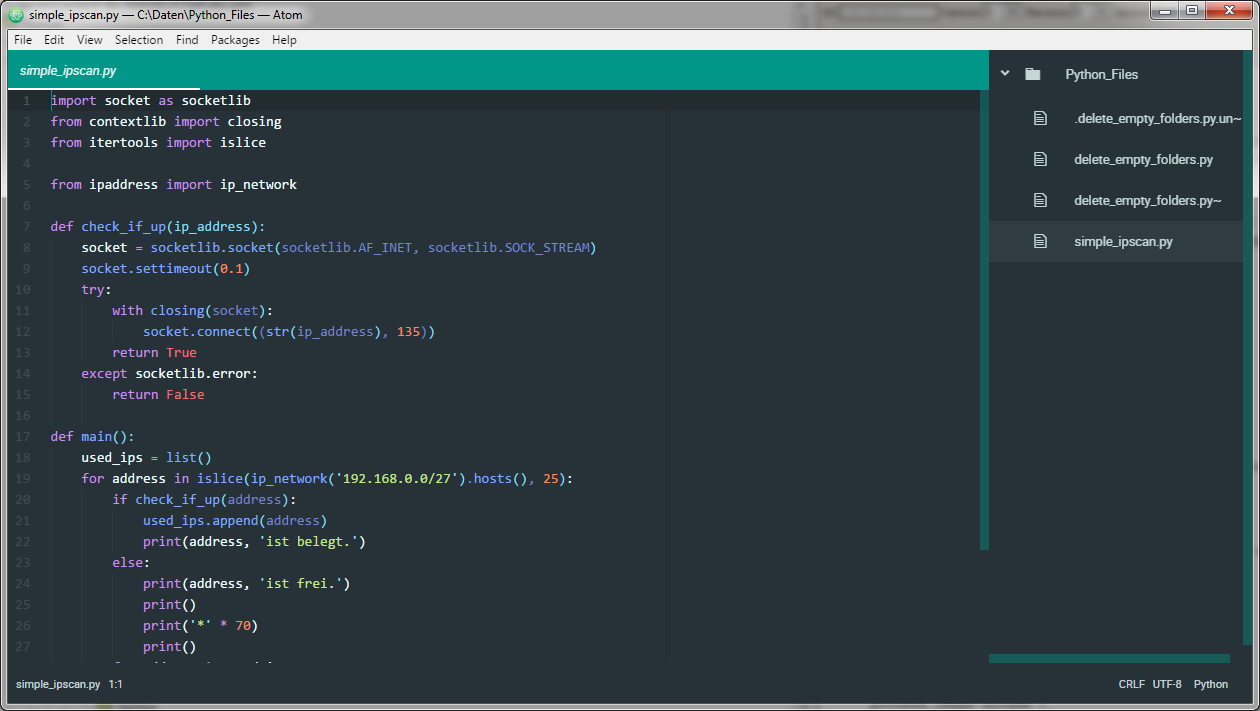 simple_ipscan.py — C:\Daten\Python_Files — Atom
File Edit View Selection Find Packages Help
simple_ipscan.py
1 import socket as socketlib
2 from contextlib import closing
3 from itertools import islice
4
5 from ipaddress import ip_network
6
7 def check_if_up(ip_address):
8     socket = socketlib.socket(socketlib.AF_INET, socketlib.SOCK_STREAM)
9     socket.settimeout(0.1)
10     try:
11         with closing(socket):
12             socket.connect((str(ip_address), 135))
13         return True
14     except socketlib.error:
15         return False
16
17 def main():
18     used_ips = list()
19     for address in islice(ip_network('192.168.0.0/27').hosts(), 25):
20         if check_if_up(address):
21             used_ips.append(address)
22             print(address, 'ist belegt.')
23         else:
24             print(address, 'ist frei.')
25             print()
26             print('*' * 70)
27             print()
Python_Files
.delete_empty_folders.py.un~
delete_empty_folders.py
delete_empty_folders.py~
simple_ipscan.py
simple_ipscan.py 1:1
CRLF UTF-8 Python